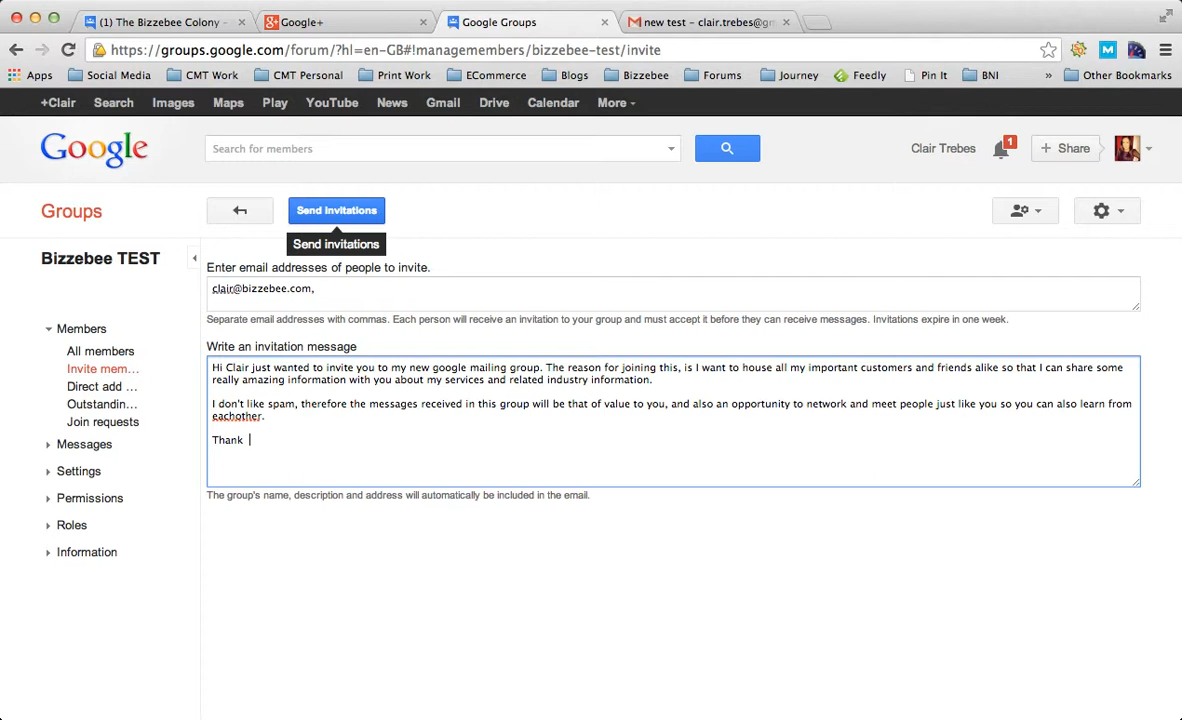 (1) The Bizzebee Colony -
Google+
Google Groups
new test - clair.trebes@gm
https://groups.google.com/forum/?hl=en-GB#!managemembers/bizzebee-test/invite
Apps Social Media CMT Work CMT Personal Print Work ECommerce Blogs Bizzebee Forums Journey Feedly Pin It BNI » Other Bookmarks
+Clair Search Images Maps Play YouTube News Gmail Drive Calendar More
Google Search for members Clair Trebes 1 + Share
Groups Send invitations
Send invitations
Bizzebee TEST
Enter email addresses of people to invite.
clair@bizzebee.com,
Separate email addresses with commas. Each person will receive an invitation to your group and must accept it before they can receive messages. Invitations expire in one week.
Members
All members
Invite mem...
Direct add ...
Outstandin...
Join requests
Messages
Settings
Permissions
Roles
Information
Write an invitation message
Hi Clair just wanted to invite you to my new google mailing group. The reason for joining this, is I want to house all my important customers and friends alike so that I can share some
really amazing information with you about my services and related industry information.
I don't like spam, therefore the messages received in this group will be that of value to you, and also an opportunity to network and meet people just like you so you can also learn from
eachother.
Thank
The group's name, description and address will automatically be included in the email.